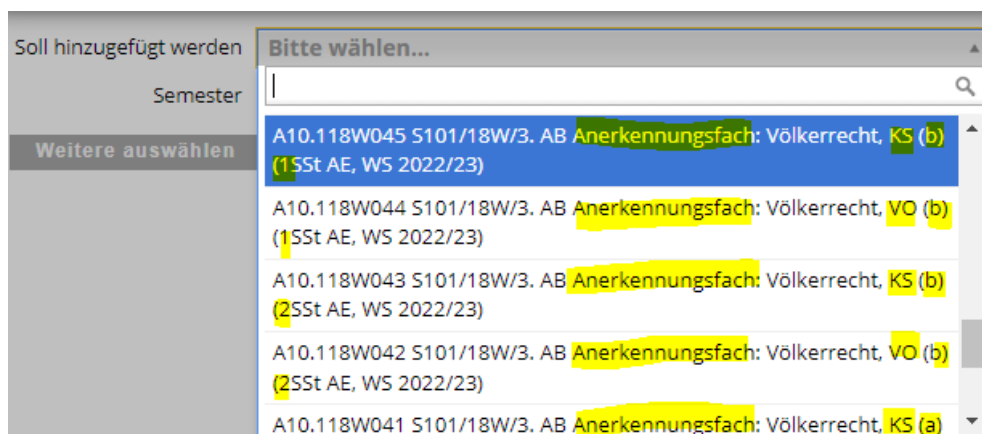 Soll hinzugefügt werden
Bitte wählen...
Semester
Weitere auswählen
A10.118W045 S101/18W/3. AB Anerkennungsfach: Völkerrecht, KS (b)
(1SSt AE, WS 2022/23)
A10.118W044 S101/18W/3. AB Anerkennungsfach: Völkerrecht, VO (b)
(1SSt AE, WS 2022/23)
A10.118W043 S101/18W/3. AB Anerkennungsfach: Völkerrecht, KS (b)
(2SSt AE, WS 2022/23)
A10.118W042 S101/18W/3. AB Anerkennungsfach: Völkerrecht, VO (b)
(2SSt AE, WS 2022/23)
A10.118W041 S101/18W/3. AB Anerkennungsfach: Völkerrecht, KS (a)